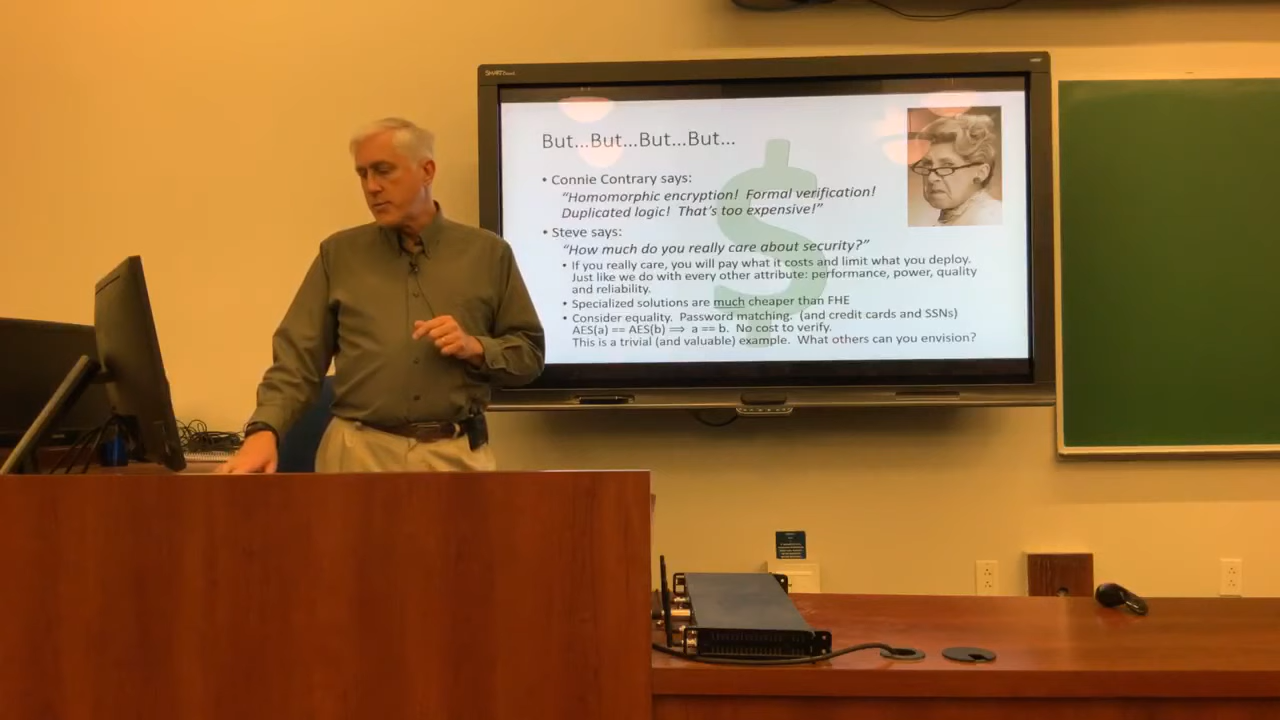 SMART Board
But...But...But...But...
• Connie Contrary says:
"Homomorphic encryption! Formal verification!
Duplicated logic! That's too expensive!"
• Steve says:
"How much do you really care about security?"
• If you really care, you will pay what it costs and limit what you deploy.
Just like we do with every other attribute: performance, power, quality
and reliability.
• Specialized solutions are much cheaper than FHE
• Consider equality. Password matching. (and credit cards and SSNs)
AES(a) == AES(b) ⟹ a == b. No cost to verify.
This is a trivial (and valuable) example. What others can you envision?